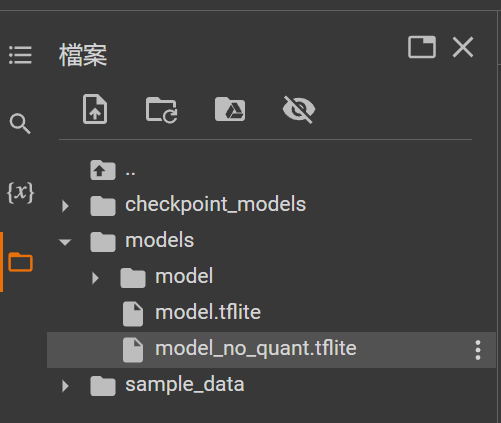 檔案
{x}
..
checkpoint_models
models
model
model.tflite
model_no_quant.tflite
sample_data